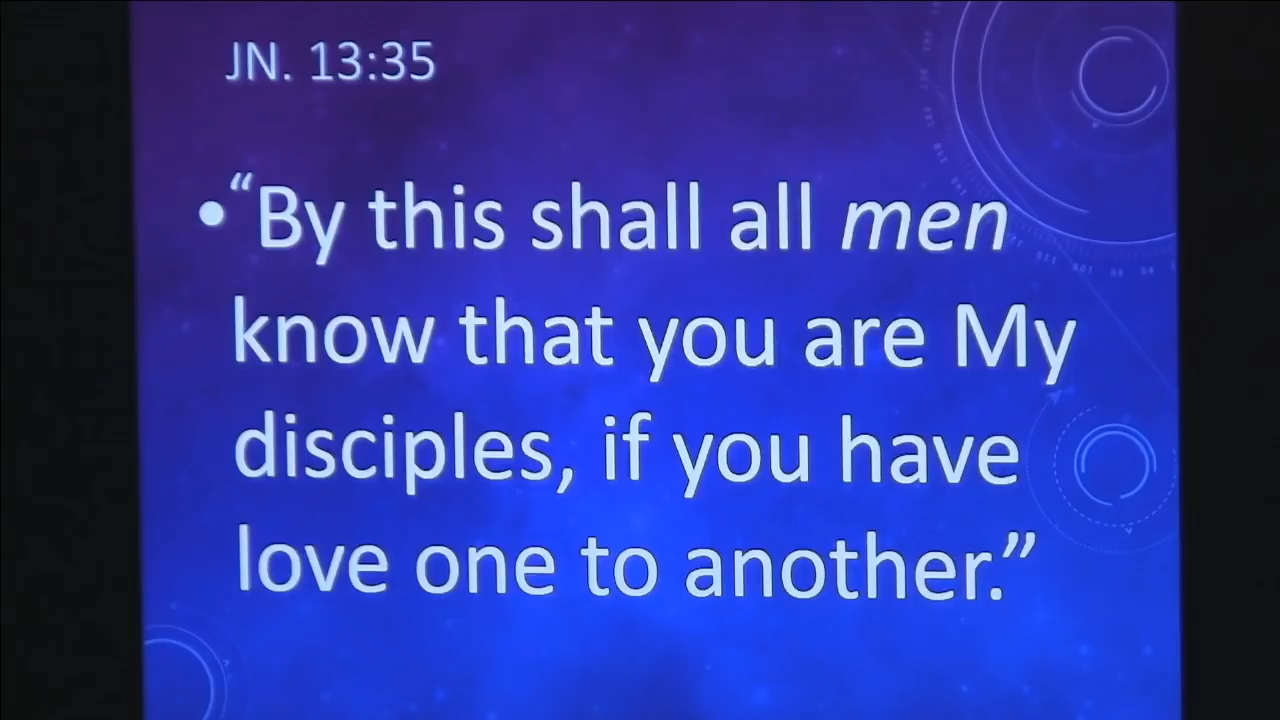 JN. 13:35
•“By this shall all men
know that you are My
disciples, if you have
love one to another.”